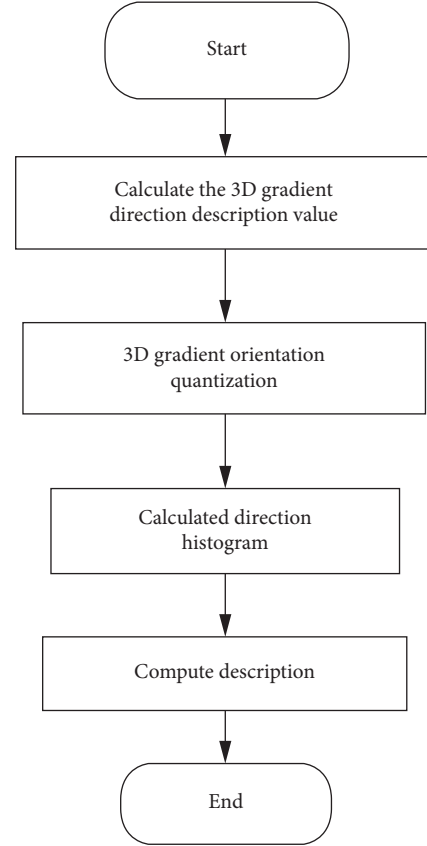 Start
Calculate the 3D gradient
direction description value
3D gradient orientation
quantization
Calculated direction
histogram
Compute description
End